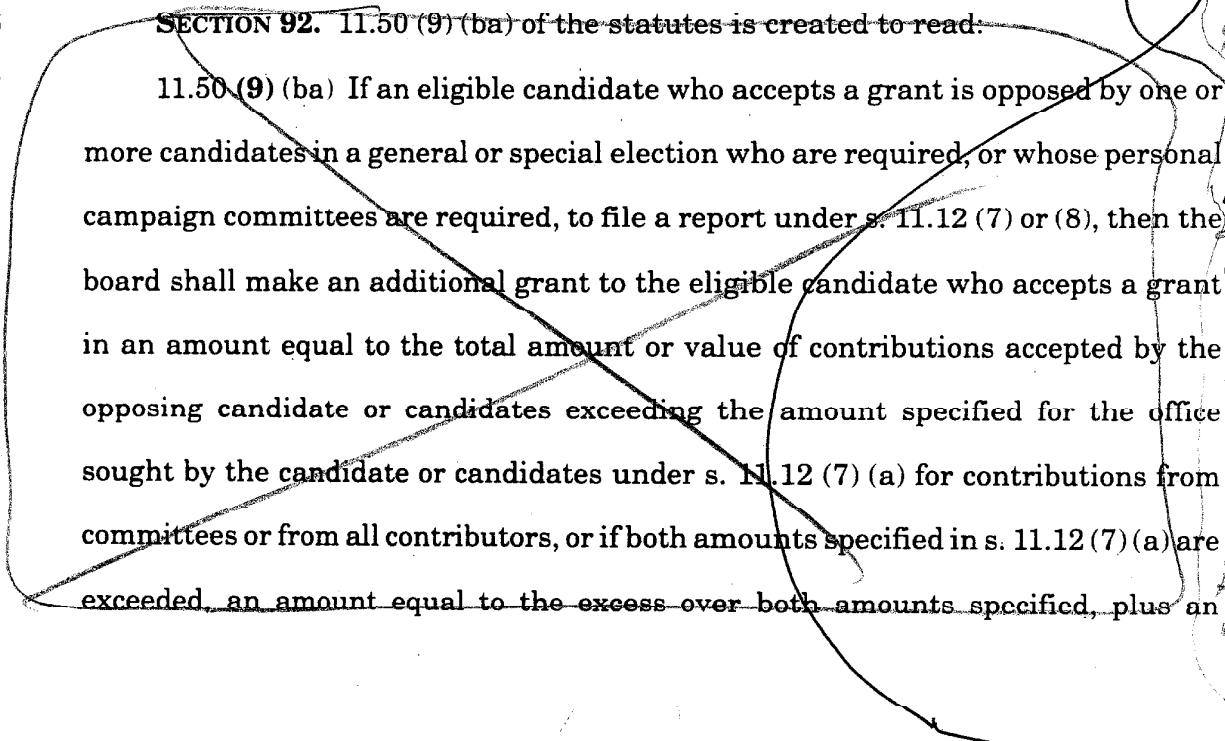 SECTION 92. 11.50 (9) (ba) of the statutes is created to read:
11.50 (9) (ba) If an eligible candidate who accepts a grant is opposed by one or
more candidates in a general or special election who are required, or whose personal
campaign committees are required, to file a report under s. 11.12 (7) or (8), then the
board shall make an additional grant to the eligible candidate who accepts a grant
in an amount equal to the total amount or value of contributions accepted by the
opposing candidate or candidates exceeding the amount specified for the office
sought by the candidate or candidates under s. 11.12 (7) (a) for contributions from
committees or from all contributors, or if both amounts specified in s. 11.12 (7) (a) are
exceeded, an amount equal to the excess over both amounts specified, plus an